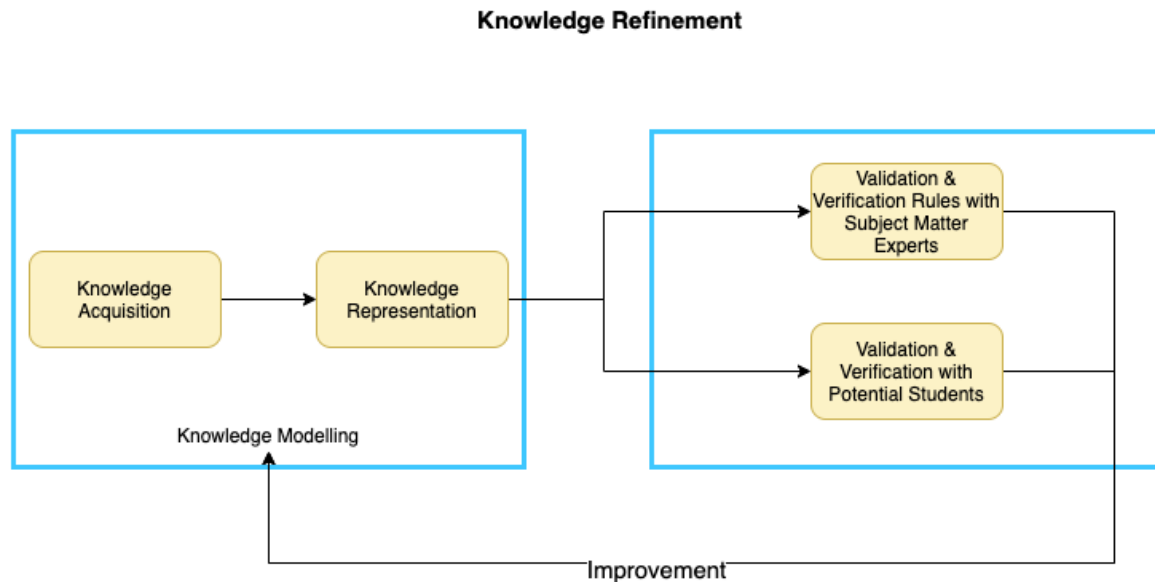 Knowledge Refinement
Knowledge
Acquisition
Knowledge
Representation
Knowledge Modelling
Validation &
Verification Rules with
Subject Matter
Experts
Validation &
Verification with
Potential Students
Improvement